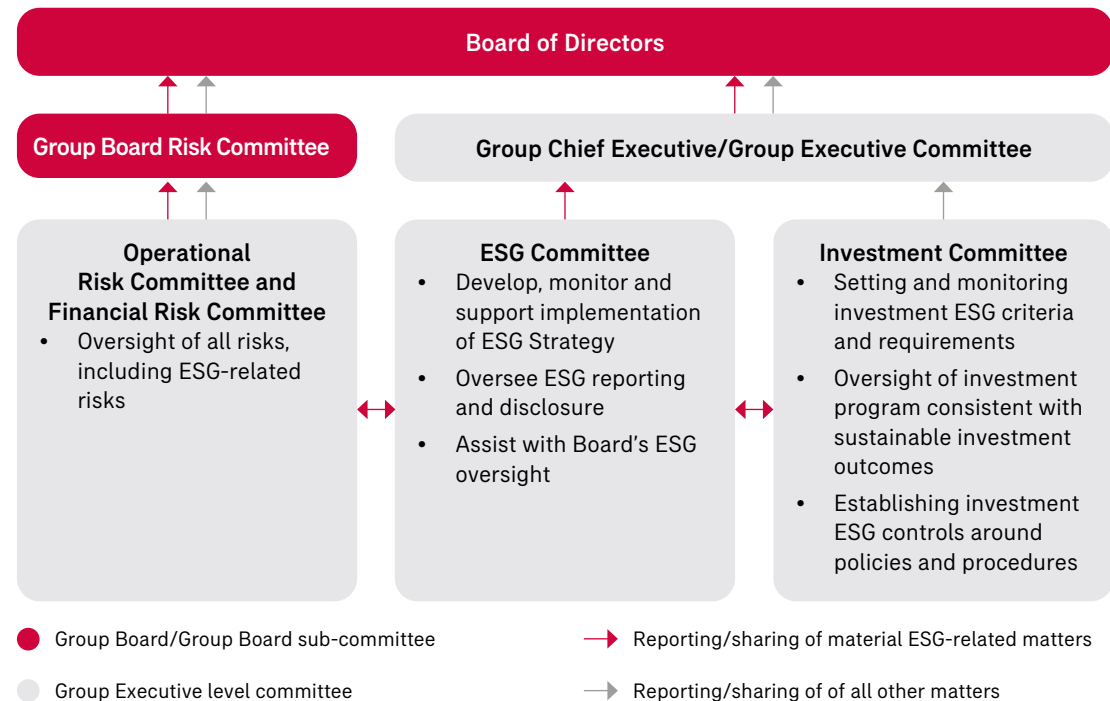 Board of Directors
Group Board Risk Committee
Group Chief Executive/Group Executive Committee
Operational
Risk Committee and
Financial Risk Committee
• Oversight of all risks,
including ESG-related
risks
ESG Committee
• Develop, monitor and
support implementation
of ESG Strategy
• Oversee ESG reporting
and disclosure
• Assist with Board’s ESG
oversight
Investment Committee
• Setting and monitoring
investment ESG criteria
and requirements
• Oversight of investment
program consistent with
sustainable investment
outcomes
• Establishing investment
ESG controls around
policies and procedures
Group Board/Group Board sub-committee
Reporting/sharing of material ESG-related matters
Group Executive level committee
Reporting/sharing of of all other matters